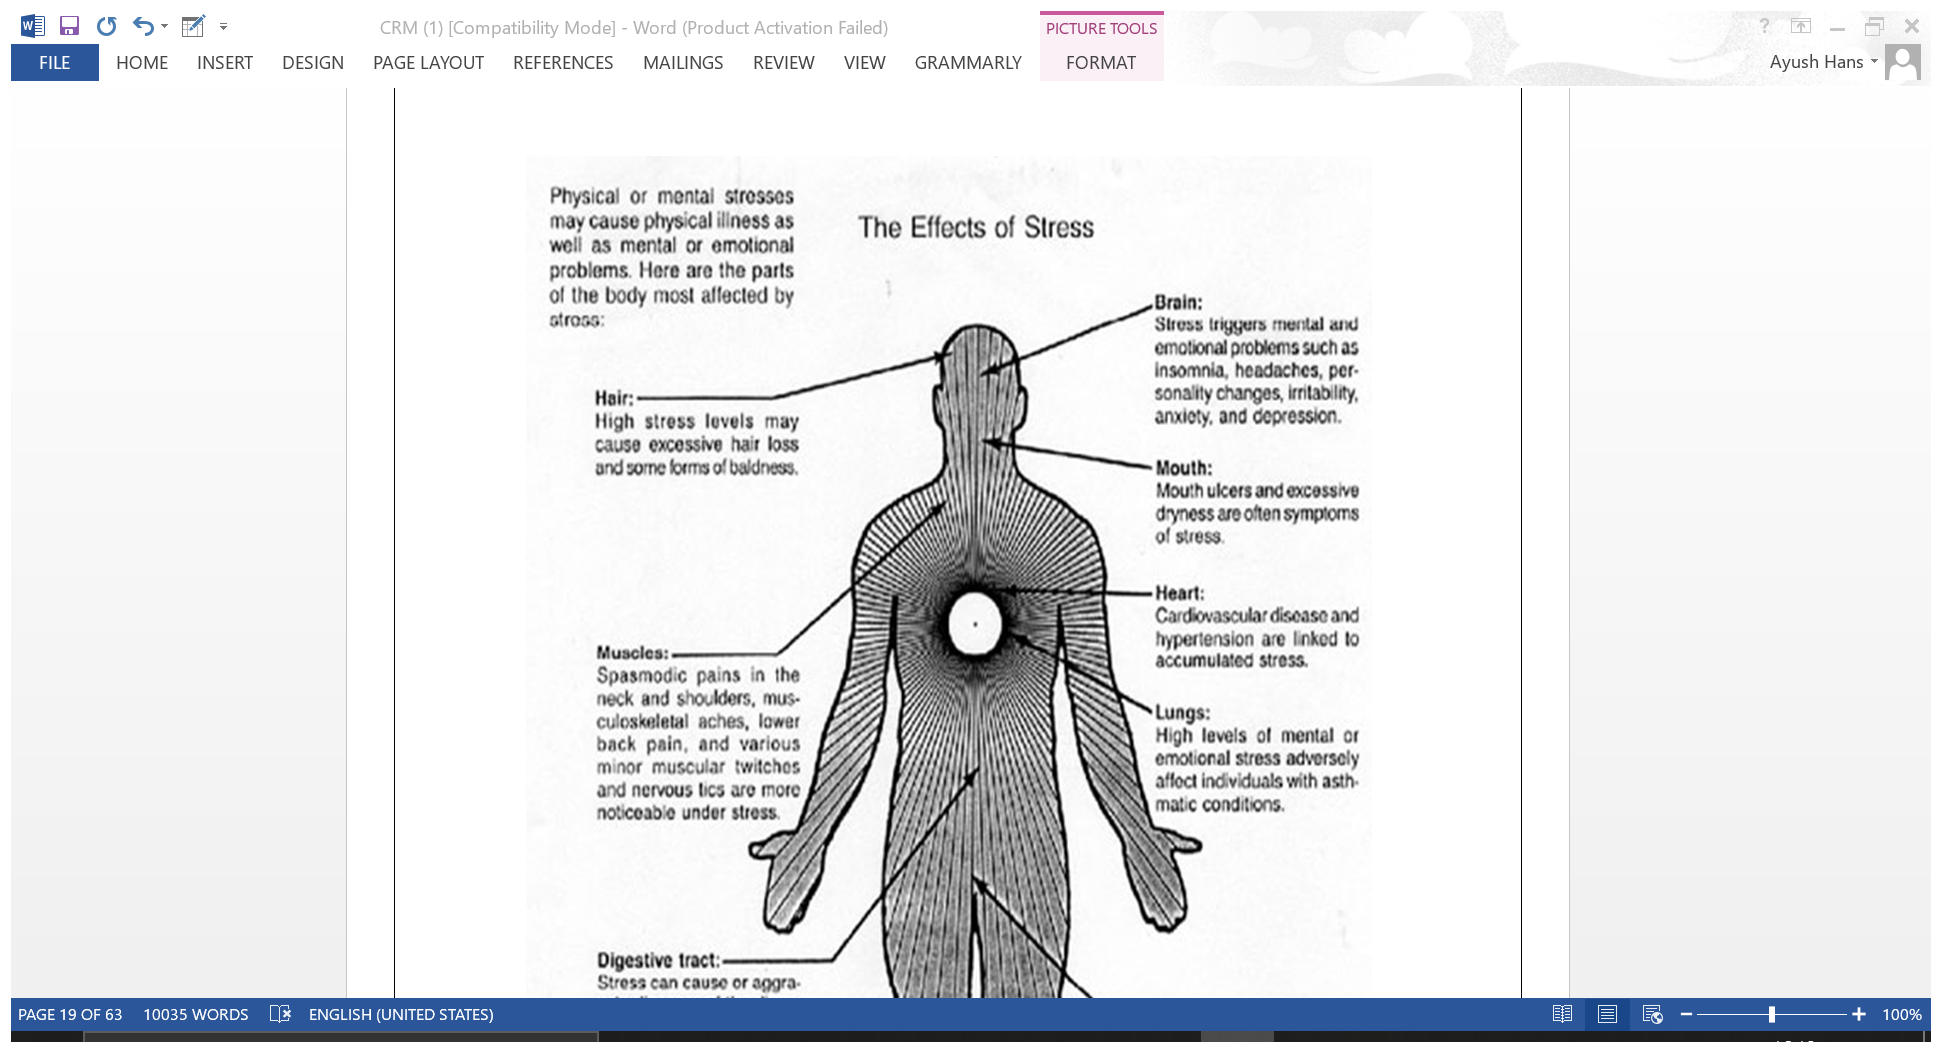 CRM (1) [Compatibility Mode] - Word (Product Activation Failed)
PICTURE TOOLS
?
FILE HOME INSERT DESIGN PAGE LAYOUT REFERENCES MAILINGS REVIEW VIEW GRAMMARLY FORMAT
Ayush Hans
Physical or mental stresses
may cause physical illness as
well as mental or emotional
problems. Here are the parts
of the body most affected by
stress:
The Effects of Stress
Brain:
Stress triggers mental and
emotional problems such as
insomnia, headaches, per-
sonality changes, irritability,
anxiety, and depression.
Hair:
High stress levels may
cause excessive hair loss
and some forms of baldness.
Mouth:
Mouth ulcers and excessive
dryness are often symptoms
of stress.
Heart:
Cardiovascular disease and
hypertension are linked to
accumulated stress.
Muscles:
Spasmodic pains in the
neck and shoulders, mus-
culoskeletal aches, lower
back pain, and various
minor muscular twitches
and nervous tics are more
noticeable under stress.
Lungs:
High levels of mental or
emotional stress adversely
affect individuals with asth-
matic conditions.
Digestive tract:
Stress can cause or aggra-
PAGE 19 OF 63 10035 WORDS ENGLISH (UNITED STATES) 100%